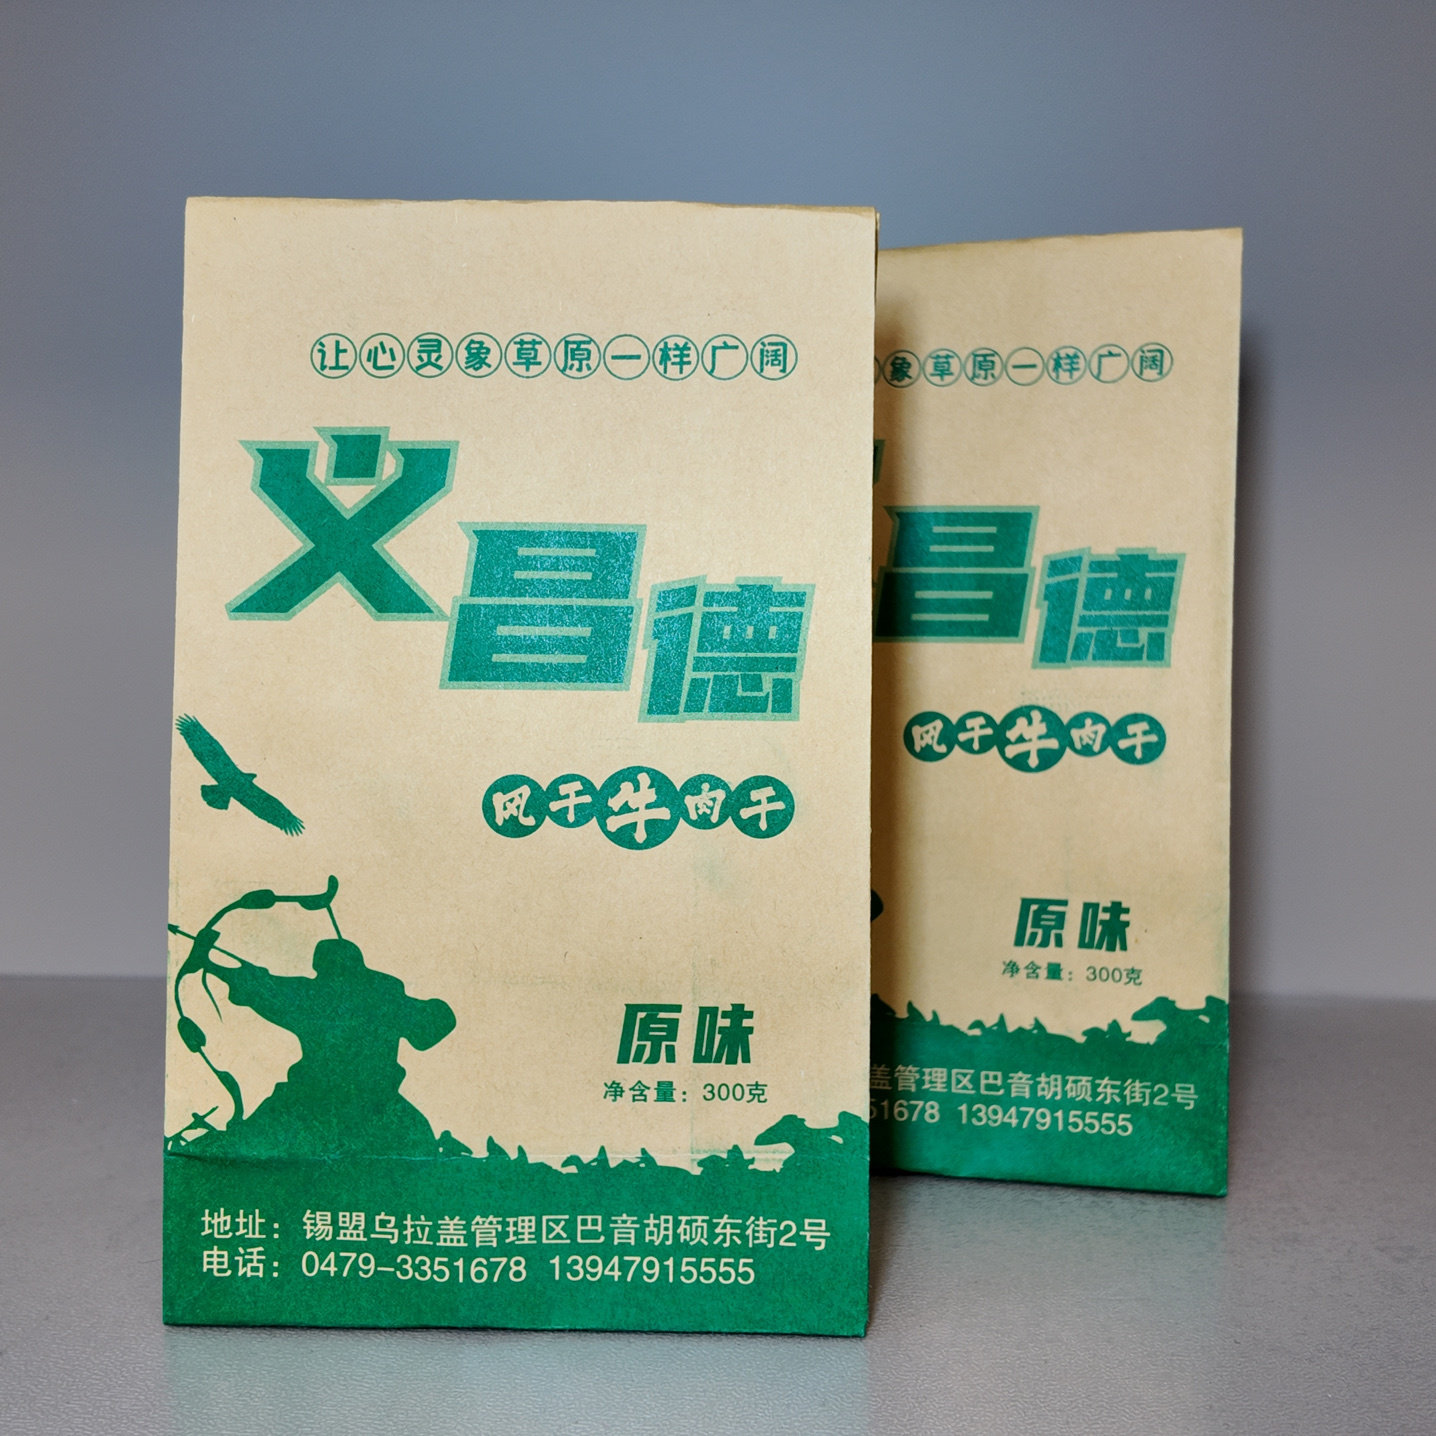 让心灵象草原一样广阔
义昌德
风干牛肉干
原味
净含量：300克
地址：锡盟乌拉盖管理区巴音胡硕东街2号
电话：0479-3351678 13947915555
象草原一样广阔
昌德
风干牛肉干
原味
净含量：300克
盖管理区巴音胡硕东街2号
51678 13947915555